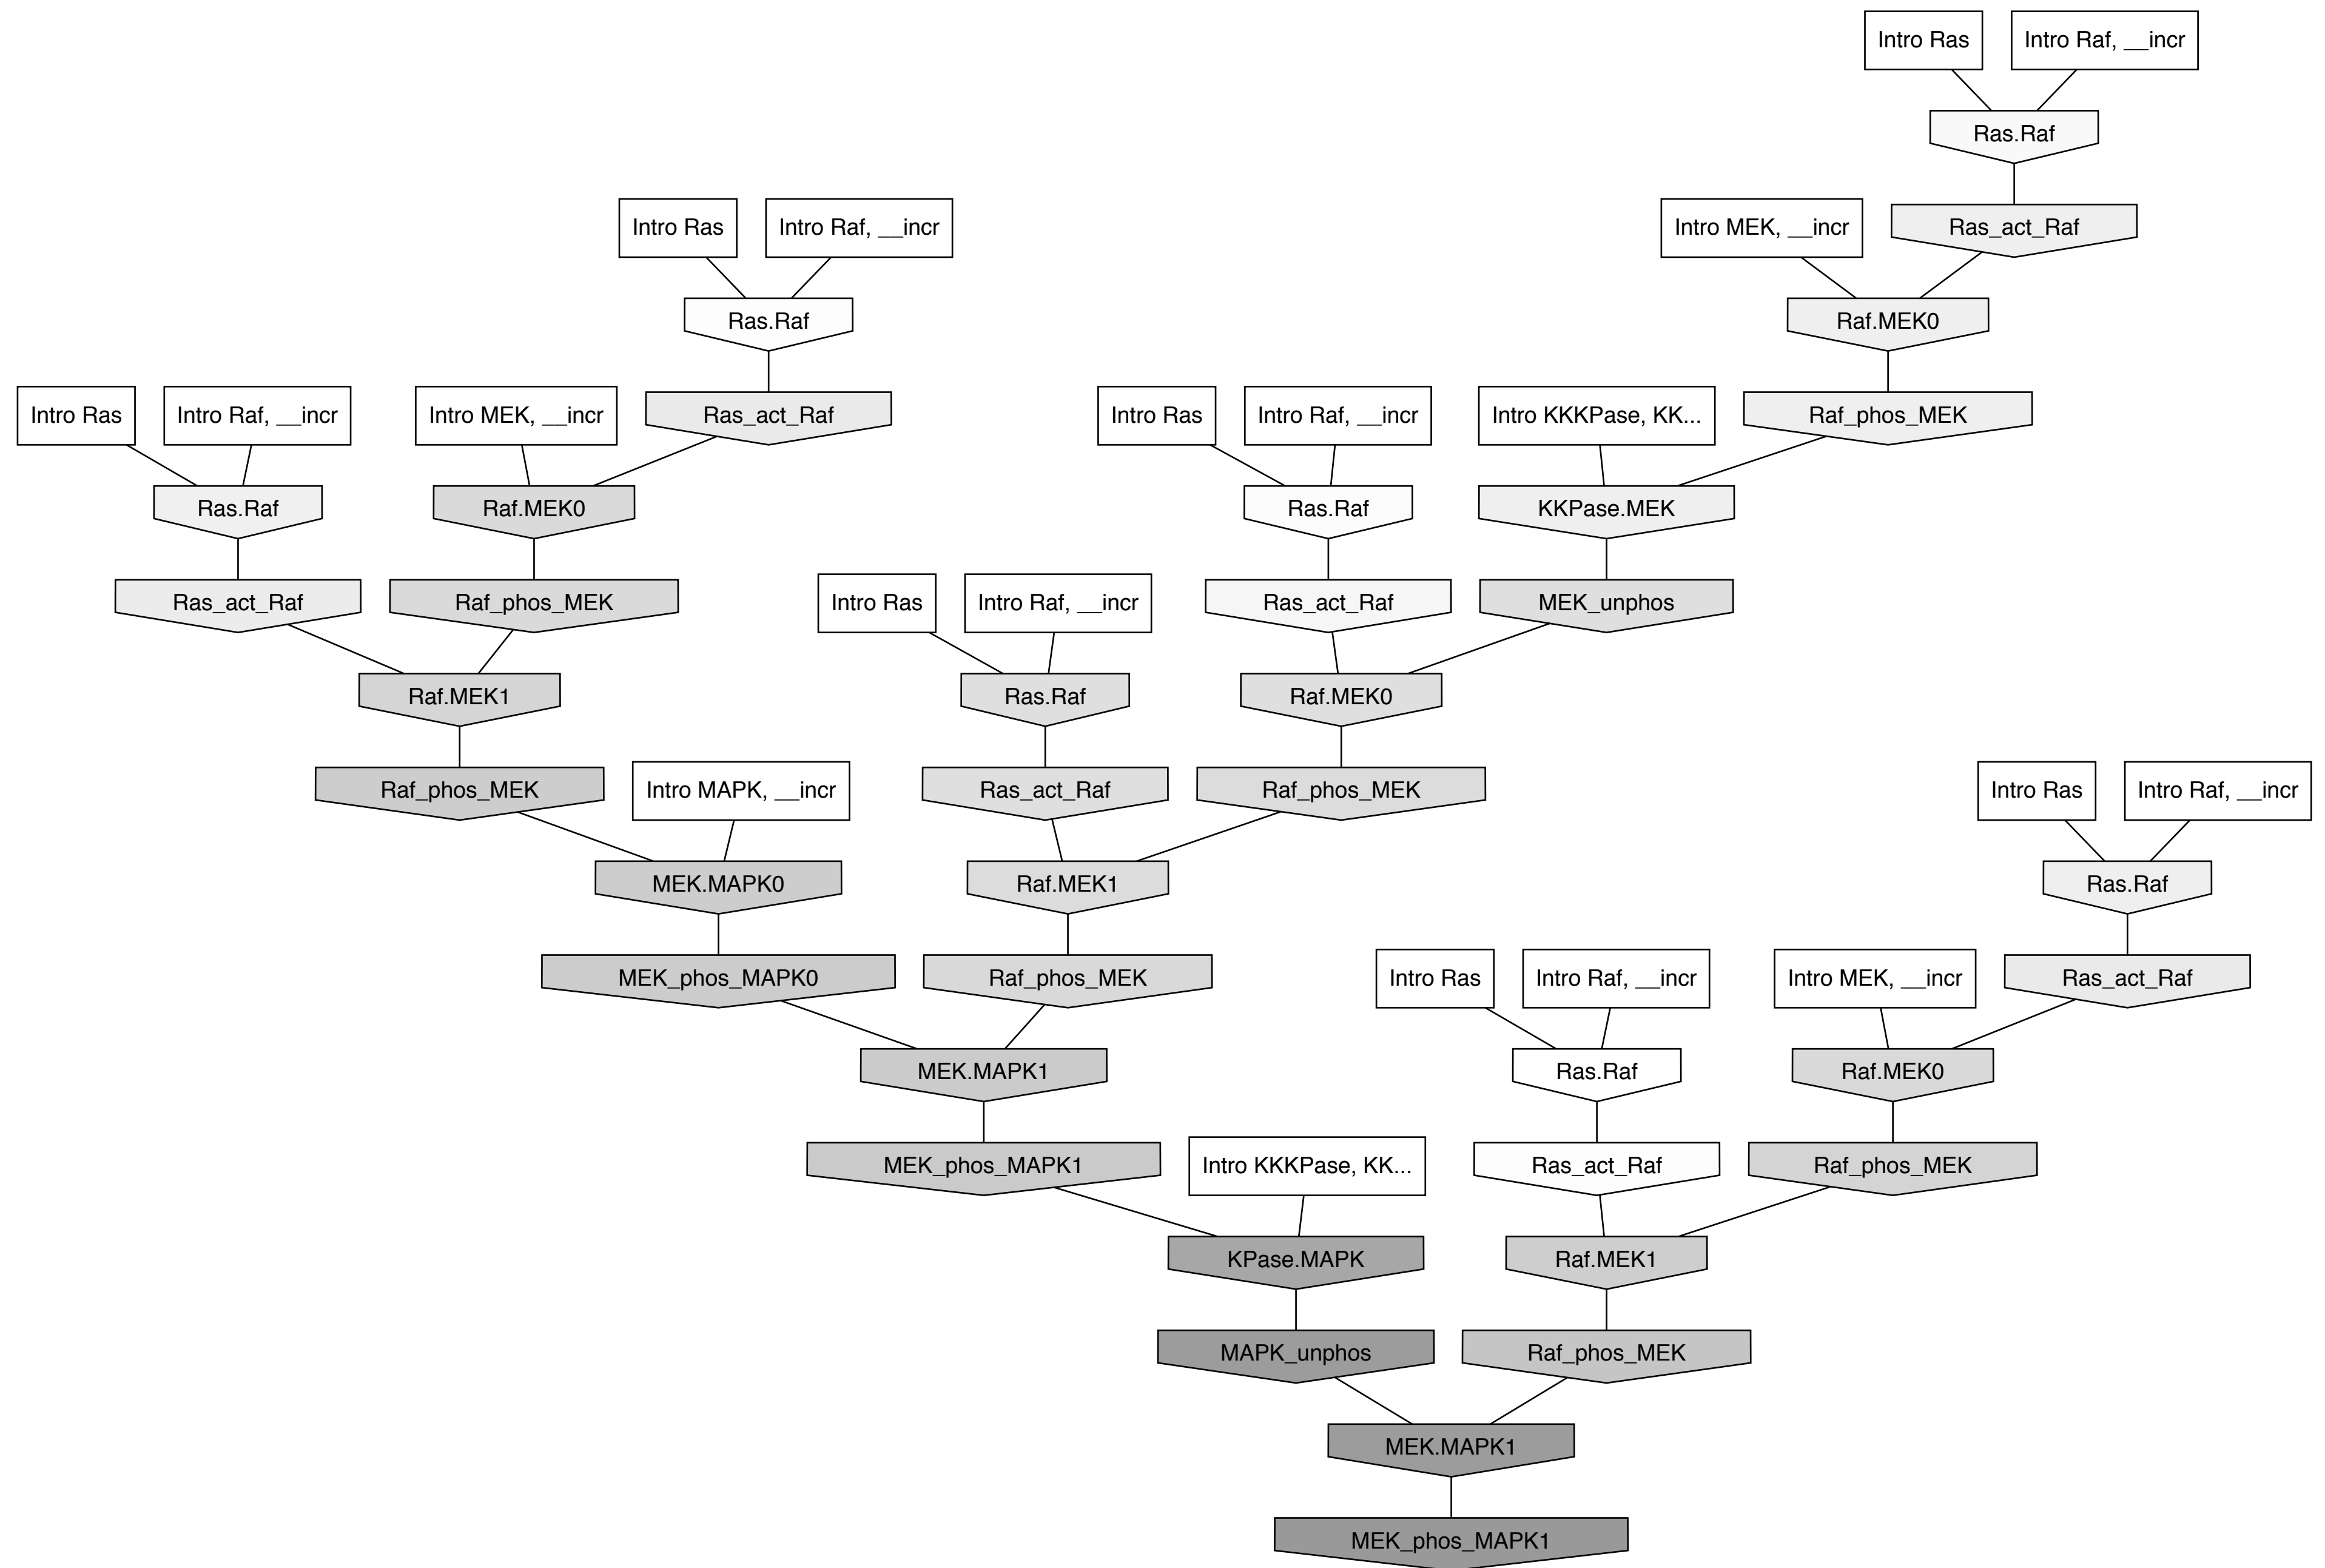 Intro Ras
Intro Raf, __incr
Ras.Raf
Intro Ras
Intro Raf, __incr
Intro MEK, __incr
Ras_act_Raf
Ras.Raf
Raf.MEK0
Intro Ras
Intro Raf, __incr
Intro MEK, __incr
Ras_act_Raf
Intro Ras
Intro Raf, __incr
Intro KKKPase, KK...
Raf_phos_MEK
Ras.Raf
Raf.MEK0
Ras.Raf
KKPase.MEK
Ras_act_Raf
Raf_phos_MEK
Intro Ras
Intro Raf, __incr
Ras_act_Raf
MEK_unphos
Raf.MEK1
Ras.Raf
Raf.MEK0
Raf_phos_MEK
Intro MAPK, __incr
Ras_act_Raf
Raf_phos_MEK
Intro Ras
Intro Raf, __incr
MEK.MAPK0
Raf.MEK1
Ras.Raf
MEK_phos_MAPK0
Raf_phos_MEK
Intro Ras
Intro Raf, __incr
Intro MEK, __incr
Ras_act_Raf
MEK.MAPK1
Ras.Raf
Raf.MEK0
MEK_phos_MAPK1
Intro KKKPase, KK...
Ras_act_Raf
Raf_phos_MEK
KPase.MAPK
Raf.MEK1
MAPK_unphos
Raf_phos_MEK
MEK.MAPK1
MEK_phos_MAPK1